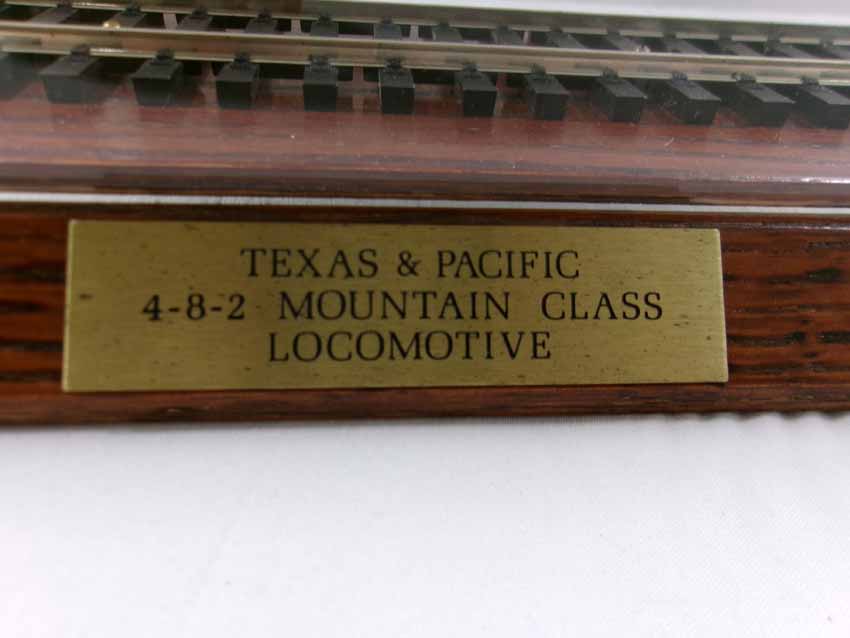 TEXAS & PACIFIC
4-8-2 MOUNTAIN CLASS
LOCOMOTIVE